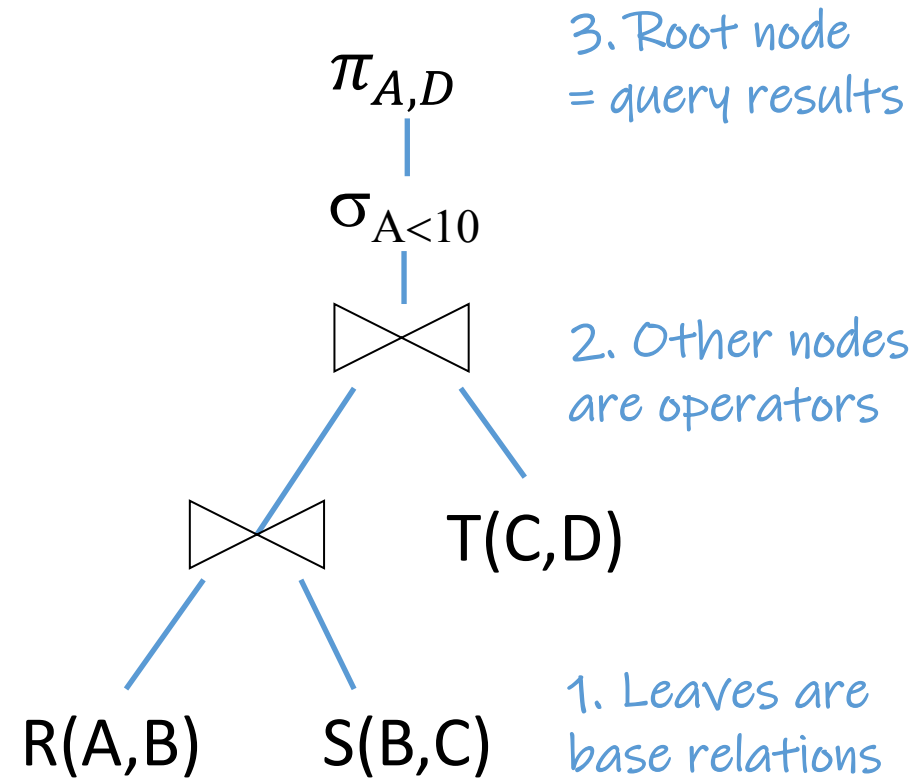 3. Root node
= query results
π_{A,D}
σ_{A<10}
2. Other nodes
are operators
⋈
⋈
T(C,D)
R(A,B)
S(B,C)
1. Leaves are
base relations